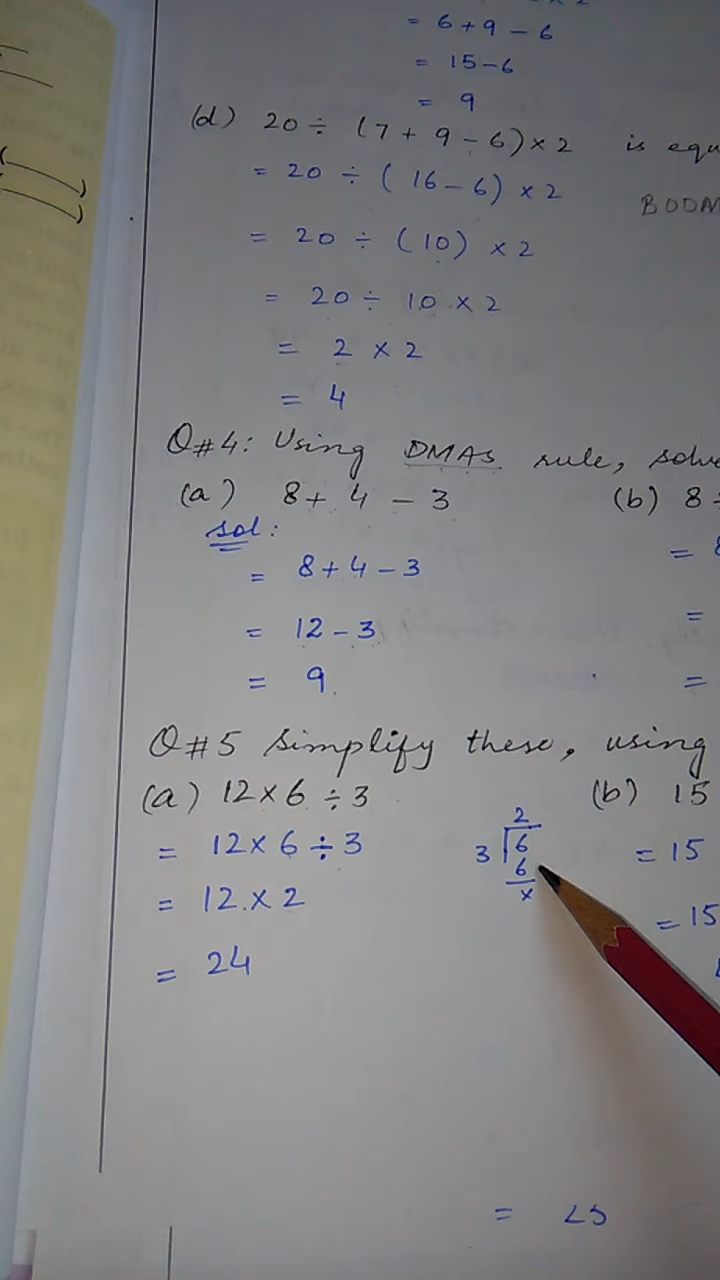 = 6 + 9 - 6
= 15 - 6
= 9
(d) 20 ÷ (7 + 9 - 6) × 2 is equ
= 20 ÷ ( 16 - 6) × 2
BODM
= 20 ÷ (10) × 2
= 20 ÷ 10 × 2
= 2 × 2
= 4
Q#4: Using DMAS rule, solve
(a) 8 + 4 - 3 (b) 8 ÷
sol:
= 8 + 4 - 3 = 8
= 12 - 3 =
= 9 =
Q#5 Simplify these, using
(a) 12 × 6 ÷ 3 (b) 15
= 12 × 6 ÷ 3 = 15
2
3 6
6
x
= 12 . × 2 = 15
= 24
= 25